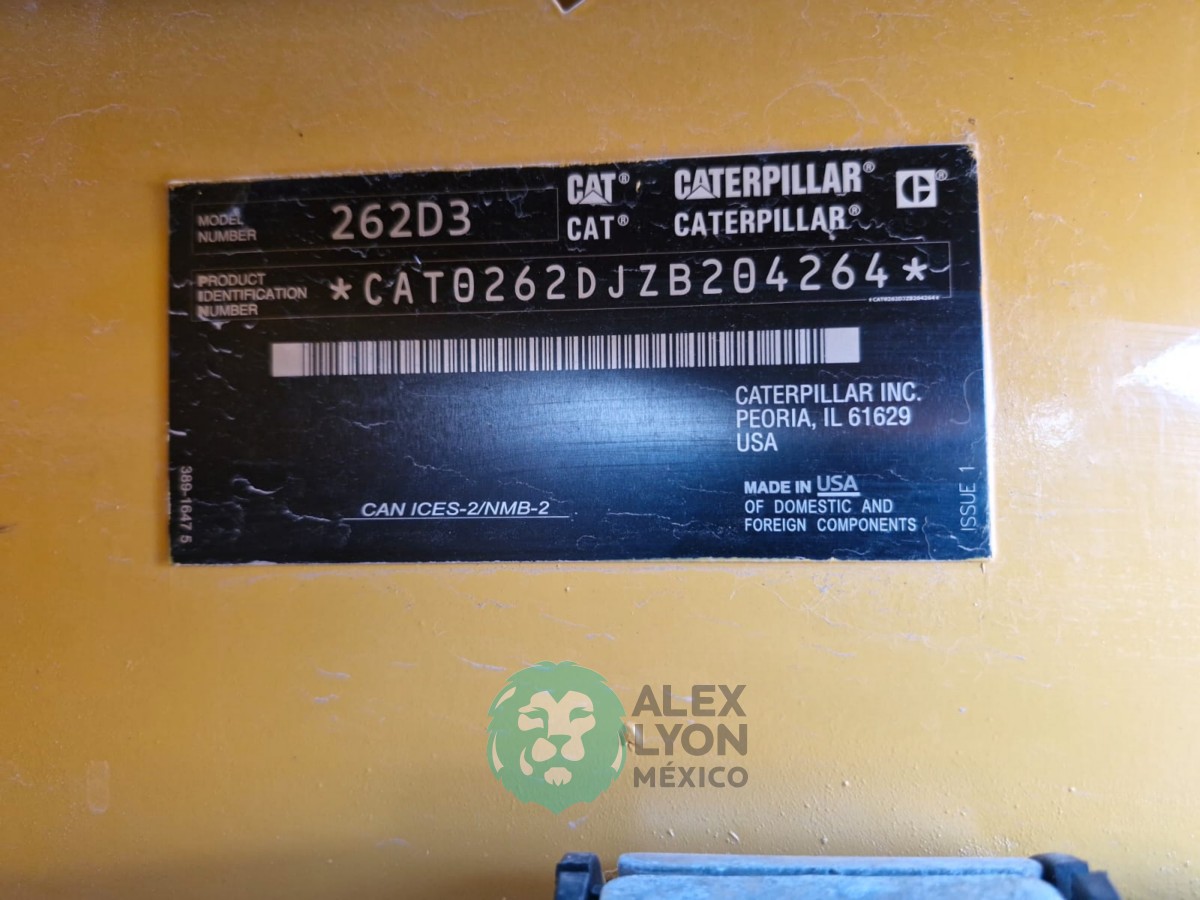 MODEL NUMBER 262D3
CAT® CATERPILLAR® C®
CAT® CATERPILLAR®
PRODUCT IDENTIFICATION NUMBER *CAT0262DJZB204264*
*CAT0262DJZB204264*
CATERPILLAR INC.
PEORIA, IL 61629
USA
MADE IN USA
OF DOMESTIC AND
FOREIGN COMPONENTS
CAN ICES-2/NMB-2
389-1647 5
ISSUE 1
ALEX
LYON
MÉXICO